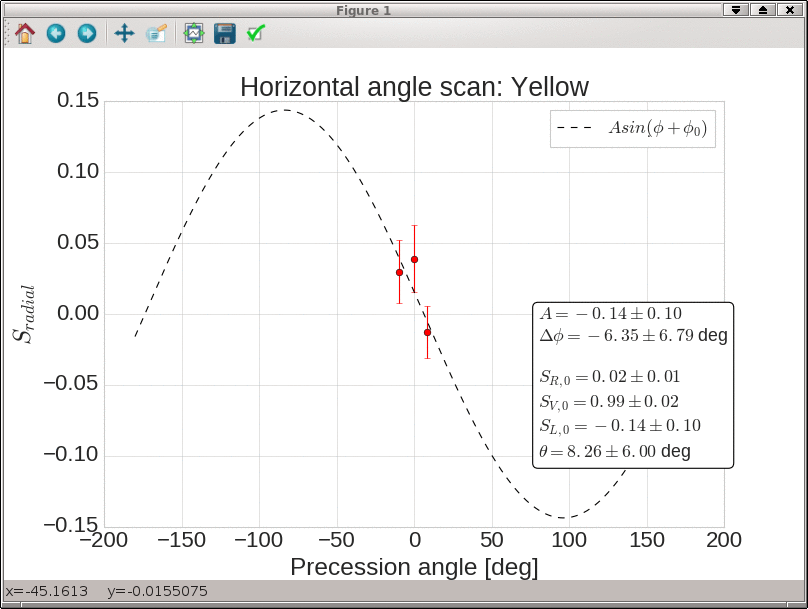 Figure 1
Horizontal angle scan: Yellow
0.15
0.10
0.05
0.00
−0.05
−0.10
−0.15
S_radial
Asin(ϕ + ϕ₀)
A = −0.14 ± 0.10
Δϕ = −6.35 ± 6.79 deg
S_R,0 = 0.02 ± 0.01
S_V,0 = 0.99 ± 0.02
S_L,0 = −0.14 ± 0.10
θ = 8.26 ± 6.00 deg
−200 −150 −100 −50 0 50 100 150 200
Precession angle [deg]
x=-45.1613 y=-0.0155075